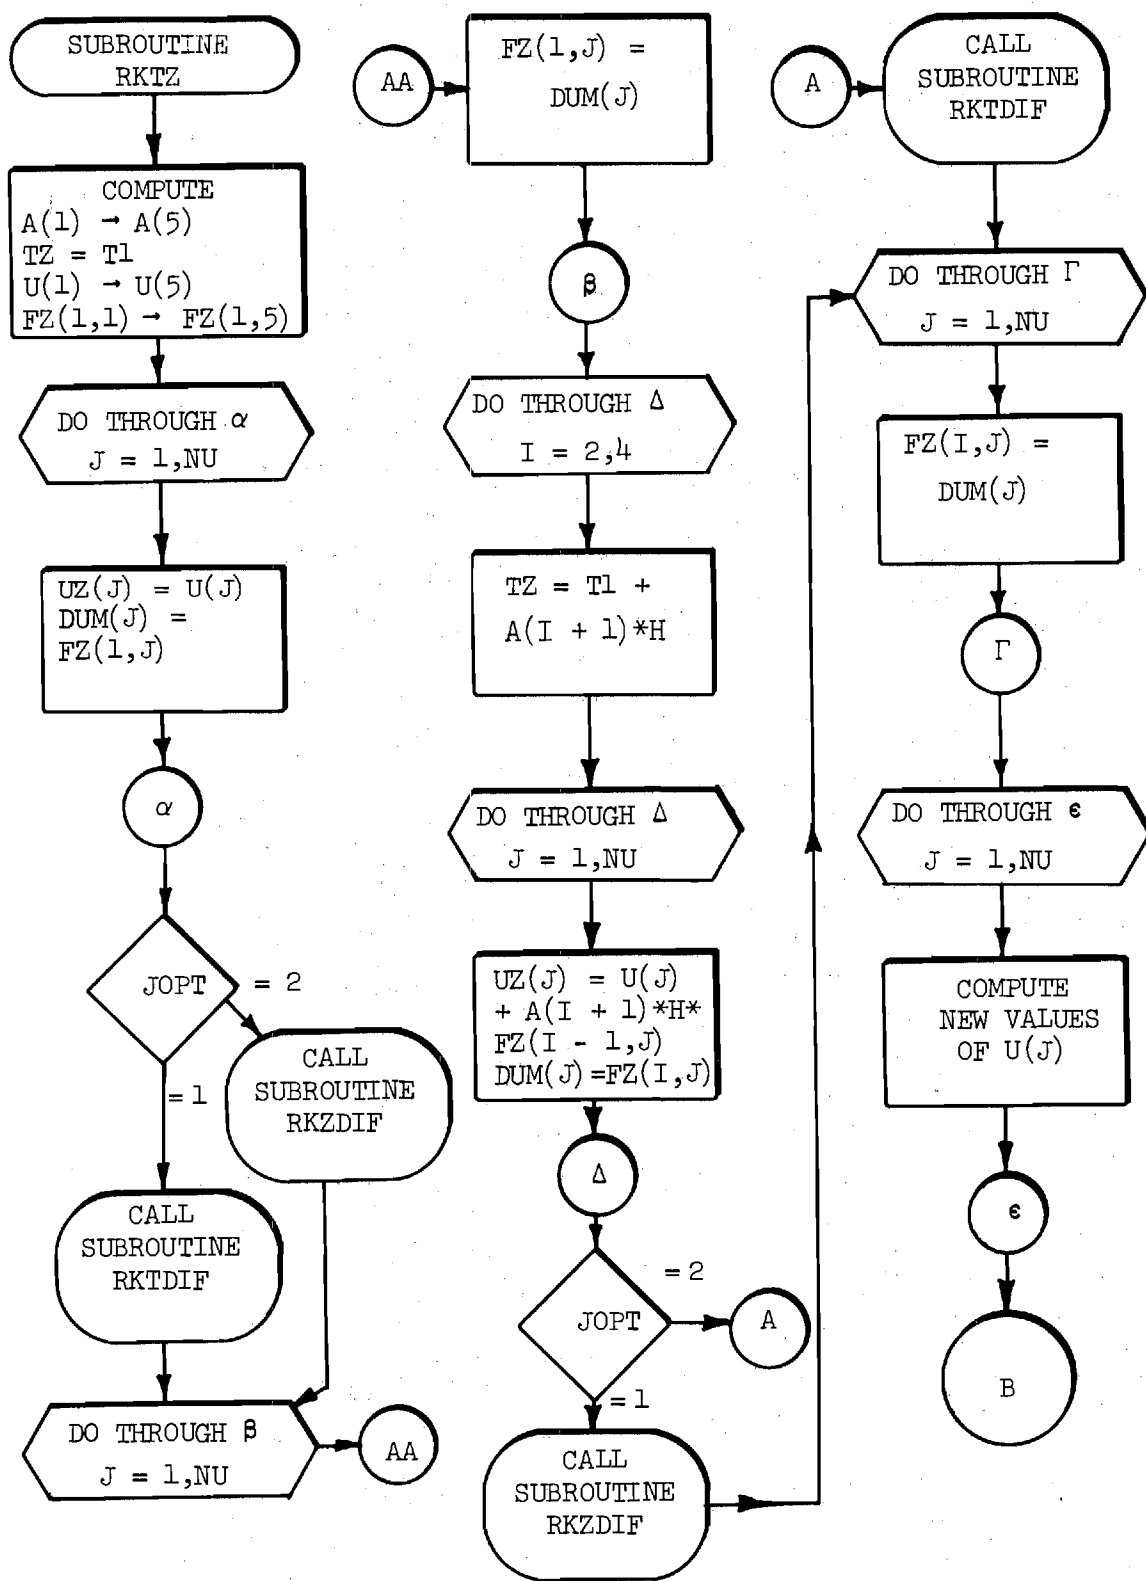 SUBROUTINE
RKTZ
COMPUTE
A(1) → A(5)
TZ = T1
U(1) → U(5)
FZ(1,1) → FZ(1,5)
DO THROUGH α
J = 1,NU
UZ(J) = U(J)
DUM(J) =
FZ(1,J)
α
JOPT
= 2
= 1
CALL
SUBROUTINE
RKZDIF
CALL
SUBROUTINE
RKTDIF
DO THROUGH β
J = 1,NU
AA
AA
FZ(1,J) =
DUM(J)
β
DO THROUGH Δ
I = 2,4
TZ = T1 +
A(I + 1)*H
DO THROUGH Δ
J = 1,NU
UZ(J) = U(J)
+ A(I + 1)*H*
FZ(I - 1,J)
DUM(J)=FZ(I,J)
Δ
= 2
JOPT
A
= 1
CALL
SUBROUTINE
RKZDIF
A
CALL
SUBROUTINE
RKTDIF
DO THROUGH Γ
J = 1,NU
FZ(I,J) =
DUM(J)
Γ
DO THROUGH ϵ
J = 1,NU
COMPUTE
NEW VALUES
OF U(J)
ϵ
B